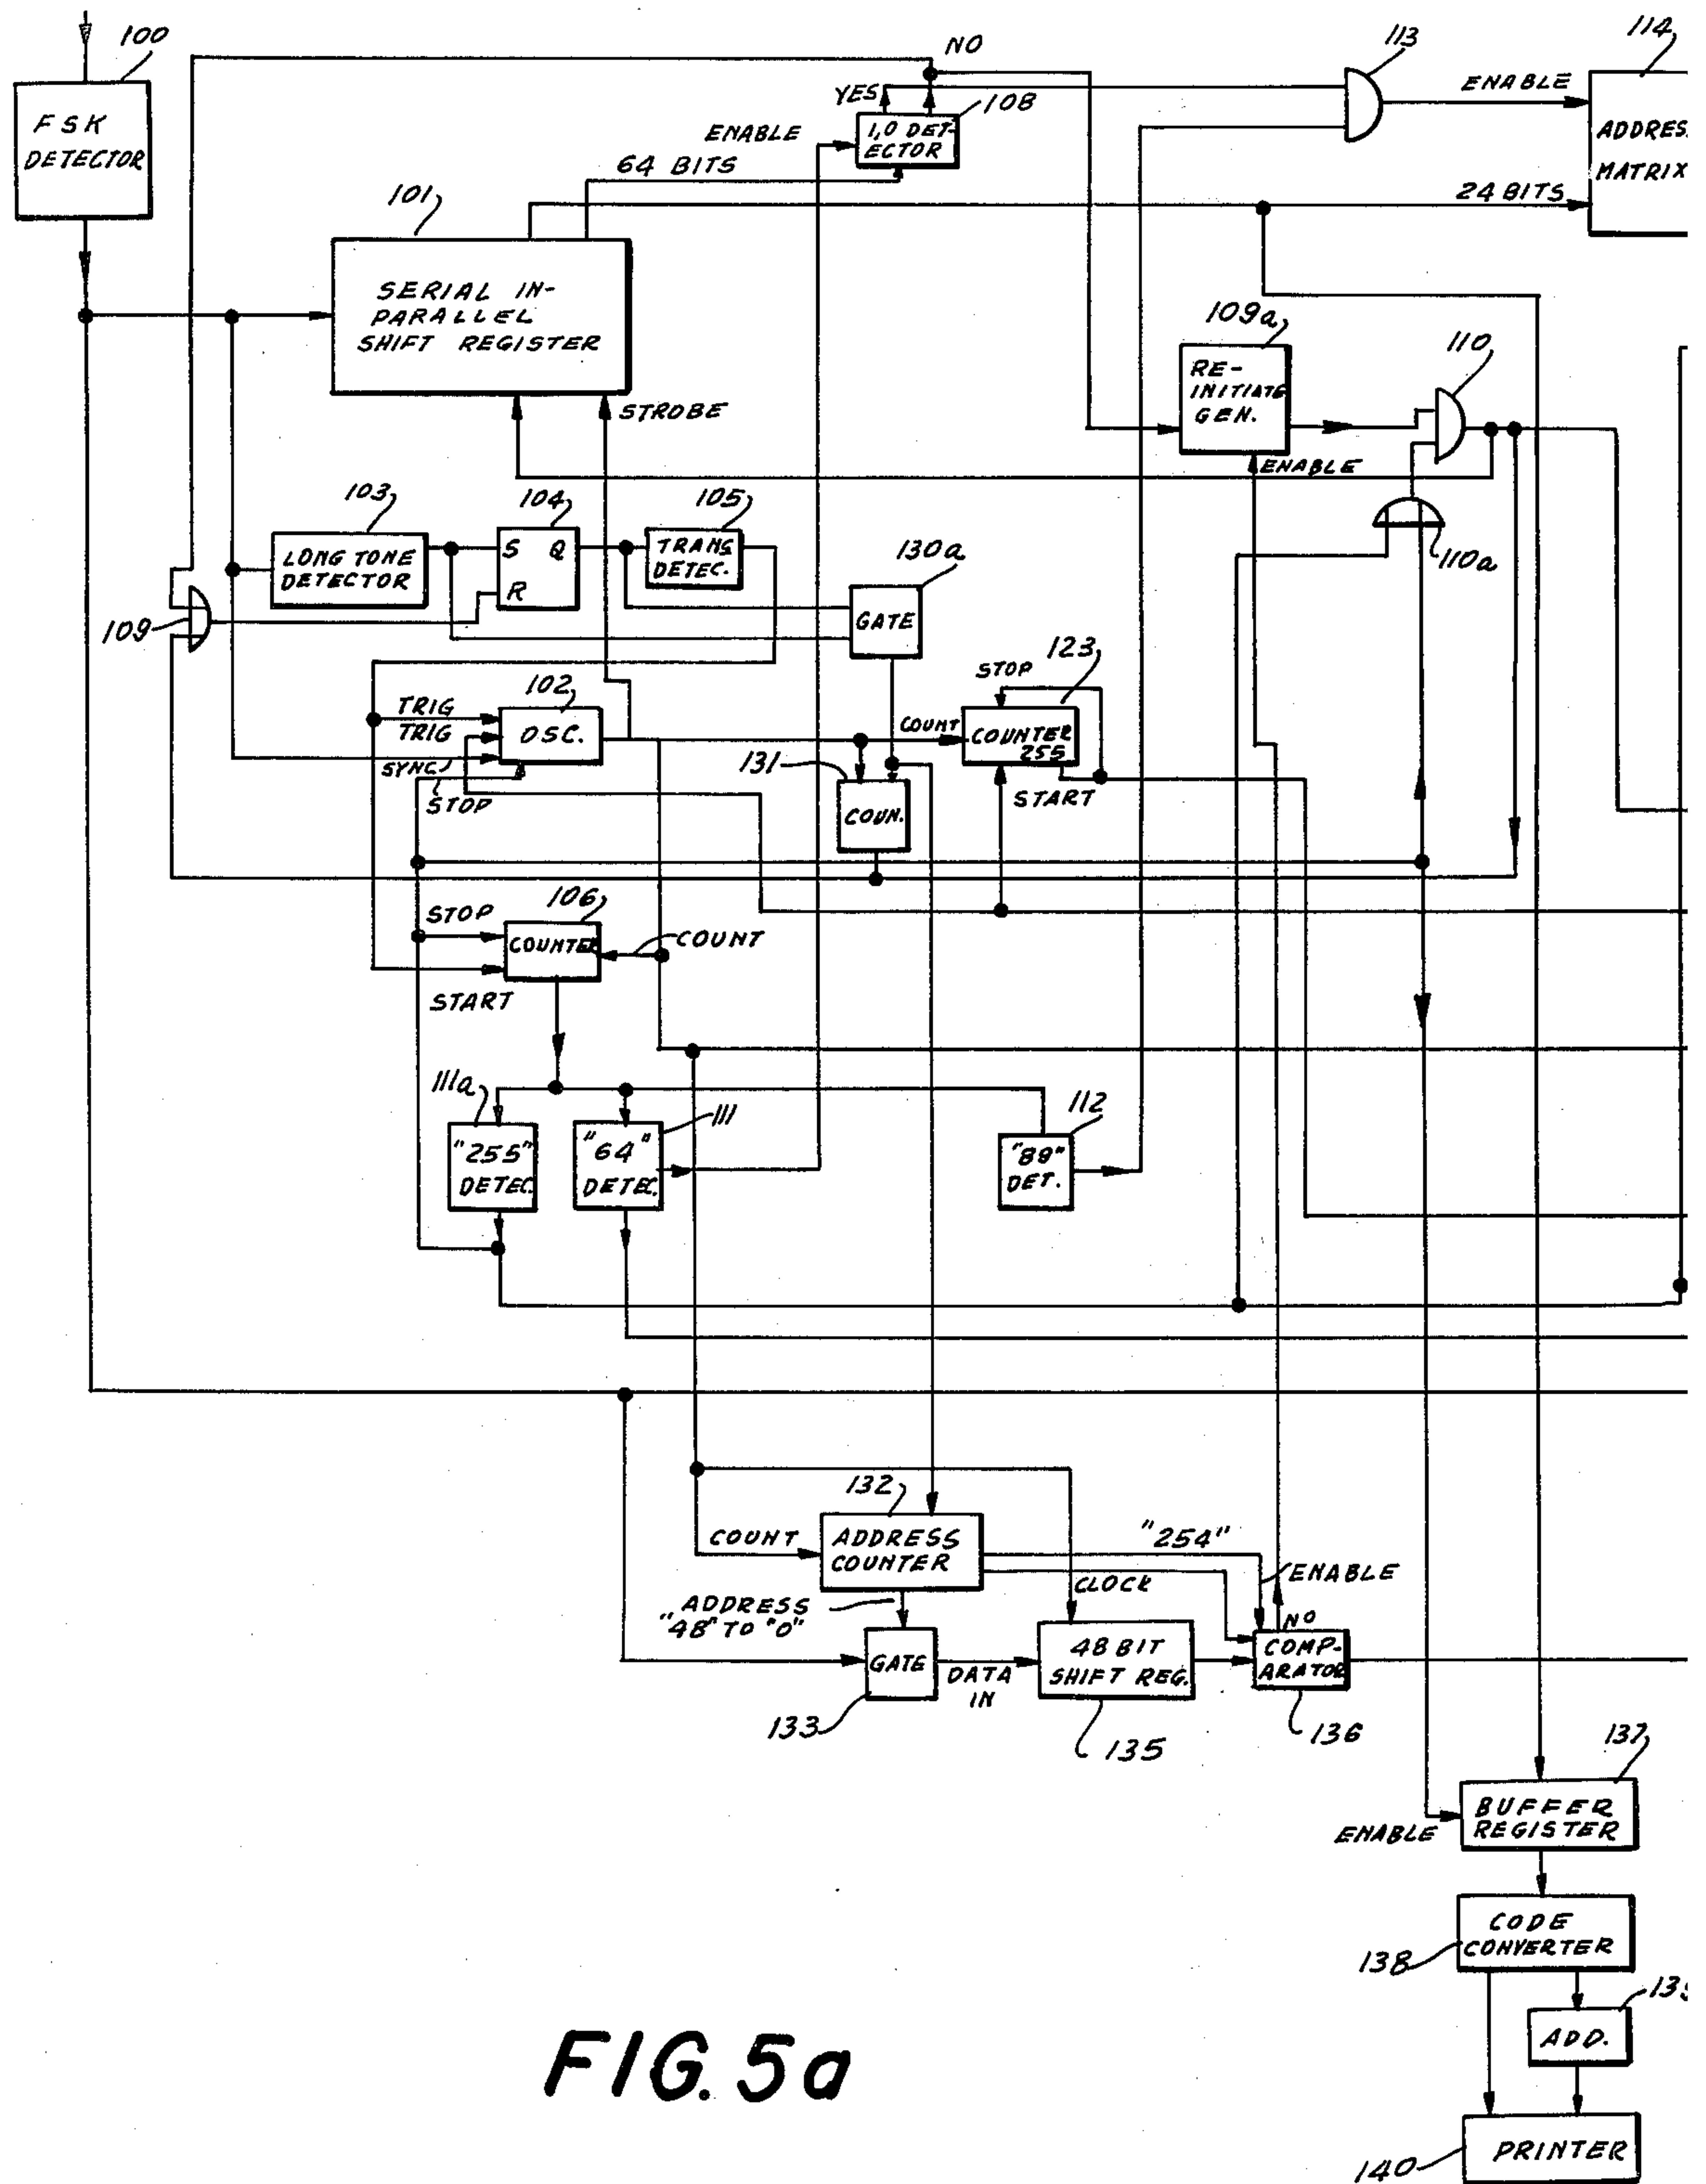 100
NO
113
114
FSK
DETECTOR
YES
108
ENABLE
1,0 DET-
ECTOR
ENABLE
ADDRES
MATRIX
64 BITS
24 BITS
101
SERIAL IN-
PARALLEL
SHIFT REGISTER
109a
110
RE-
INITIATE
GEN.
STROBE
ENABLE
103
104
105
LONG TONE
DETECTOR
S Q
R
TRANS
DETEC.
130a
110a
109
GATE
123
STOP
102
TRIG
TRIG
OSC.
COUNT
COUNTER
255
SYNC
131
STOP
COUN.
START
106
STOP
COUNTER
COUNT
START
111a
111
112
"255"
DETEC.
"64"
DETEC.
"89"
DET.
132
COUNT
ADDRESS
COUNTER
"254"
ENABLE
CLOCK
ADDRESS
"48" TO "0"
NO
GATE
DATA
IN
48 BIT
SHIFT REG.
COMP-
ARATOR
133
135
136
137
BUFFER
REGISTER
ENABLE
CODE
CONVERTER
138
ADD.
PRINTER
140
FIG. 5a